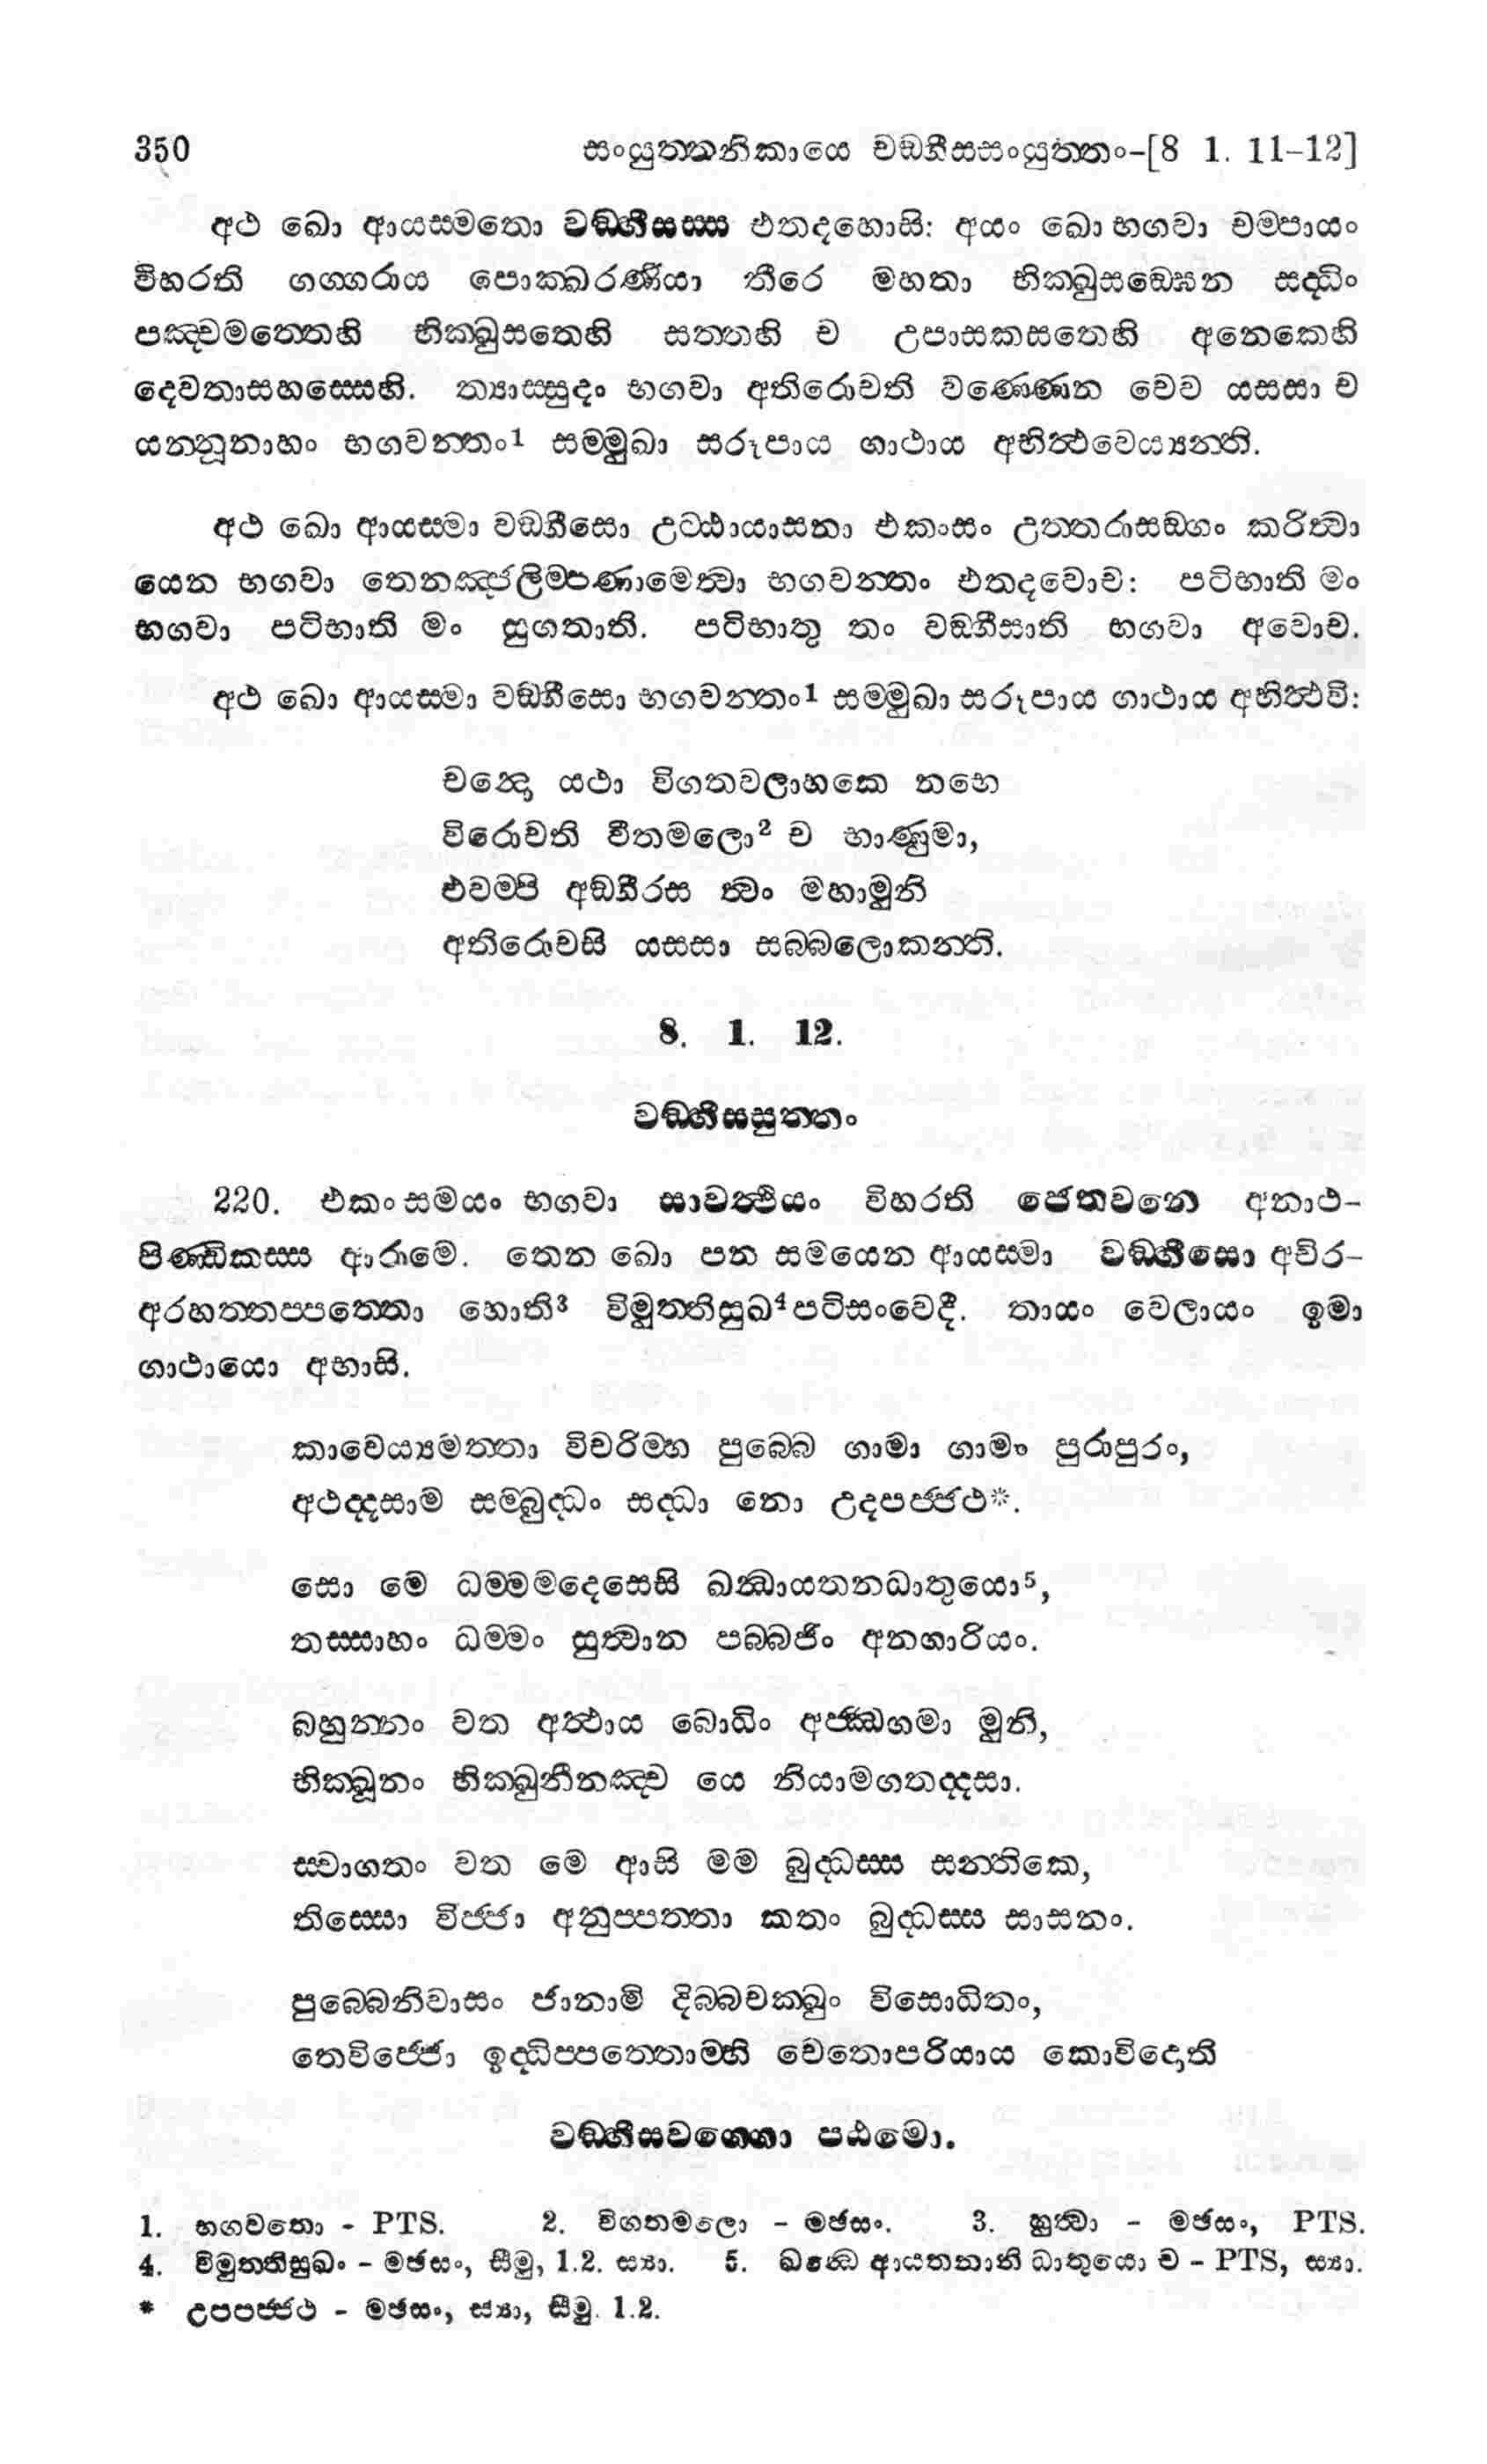 350 සංයුත්තනිකායෙ වඞ්ගීසසංයුත්තං-[8 1. 11-12]
අථ ඛො ආයස්මතො වඞ්ගීසස්ස එතදහොසි: අයං ඛො භගවා චම්පායං
විහරති ගග්ගරාය පොක්ඛරණියා තීරෙ මහතා භික්ඛුසඞ්ඝෙන සද්ධිං
පඤ්චමත්තෙහි භික්ඛුසතෙහි සත්තහි ච උපාසකසතෙහි අනෙකෙහි
දෙවතාසහස්සෙහි. ත්‍යාස්සුදං භගවා අතිරොචති වණ්ණෙන චෙව යසසා ච
යන්නූනාහං භගවන්තං1 සම්මුඛා සරූපාය ගාථාය අභිත්‍ථවෙය්‍යන්ති.
අථ ඛො ආයස්මා වඞ්ගීසො උට්ඨායාසනා එකංසං උත්තරාසඞ්ගං කරිත්‍වා
යෙන භගවා තෙනඤ්ජලිම්පණාමෙත්‍වා භගවන්තං එතදවොච: පටිභාති මං
භගවා පටිභාති මං සුගතාති. පටිභාතු තං වඞ්ගීසාති භගවා අවොච.
අථ ඛො ආයස්මා වඞ්ගීසො භගවන්තං1 සම්මුඛා සරූපාය ගාථාය අභිත්‍ථවි:
චන්‍දො යථා විගතවලාහකෙ නභෙ
විරොචති වීතමලො2 ච භාණුමා,
එවම්පි අඞ්ගීරස ත්‍වං මහාමුනි
අතිරොචසි යසසා සබ්බලොකන්ති.
8. 1. 12.
වඞ්ගීසසුත්තං
220. එකං සමයං භගවා සාවත්‍ථියං විහරති ජෙතවනෙ අනාථ-
පිණ්ඩිකස්ස ආරාමෙ. තෙන ඛො පන සමයෙන ආයස්මා වඞ්ගීසො අචිර-
අරහත්තප්පත්තො හොති3 විමුත්තිසුඛ4පටිසංවෙදී. තායං වෙලායං ඉමා
ගාථායො අභාසි.
කාවෙය්‍යමත්තා විචරිම්හ පුබ්බෙ ගාමා ගාමං පුරාපුරං,
අථද්දසාම සම්බුද්ධං සද්ධා නො උදපජ්ජථ*.
සො මෙ ධම්මමදෙසෙසි ඛන්‍ධායතනධාතුයො5,
තස්සාහං ධම්මං සුත්‍වාන පබ්බජිං අනගාරියං.
බහුන්නං වත අත්‍ථාය බොධිං අජ්ඣගමා මුනි,
භික්ඛූනං භික්ඛුනීනඤ්ච යෙ නියාමගතද්දසා.
ස්වාගතං වත මෙ ආසි මම බුද්ධස්ස සන්තිකෙ,
තිස්සො විජ්ජා අනුප්පත්තා කතං බුද්ධස්ස සාසනං.
පුබ්බෙනිවාසං ජානාමි දිබ්බචක්ඛුං විසොධිතං,
තෙවිජ්ජො ඉද්ධිප්පත්තොම්හි චෙතොපරියාය කොවිදොති
වඞ්ගීසවග්ගො පඨමො.
1. භගවතො - PTS. 2. විගතමලො - මඡසං. 3. හුත්‍වා - මඡසං, PTS.
4. විමුත්තිසුඛං - මඡසං, සීමු, 1.2. ස්‍යා. 5. ඛන්‍ධෙ ආයතනානි ධාතුයො ච - PTS, ස්‍යා.
* උපපජ්ජථ - මඡසං, ස්‍යා, සීමු. 1.2.